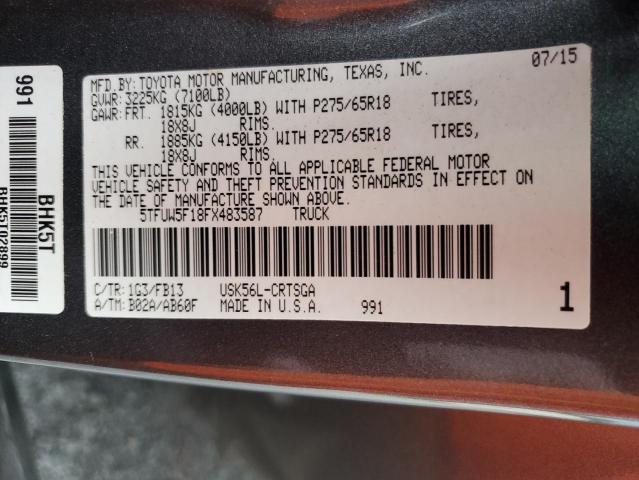 MFD.BY:TOYOTA MOTOR MANUFACTURING, TEXAS, INC. 07/15
GVWR:3225KG (7100LB)
GAWR:FRT. 1815KG (4000LB) WITH P275/65R18 TIRES,
18X8J RIMS.
RR. 1885KG (4150LB) WITH P275/65R18 TIRES,
18X8J RIMS.
THIS VEHICLE CONFORMS TO ALL APPLICABLE FEDERAL MOTOR
VEHICLE SAFETY AND THEFT PREVENTION STANDARDS IN EFFECT ON
THE DATE OF MANUFACTURE SHOWN ABOVE.
5TFUW5F18FX483587 TRUCK
C/TR:1G3/FB13 USK56L-CRTSGA
A/TM:B02A/AB60F MADE IN U.S.A. 991 1
991
BHK5T
BHK5T02899